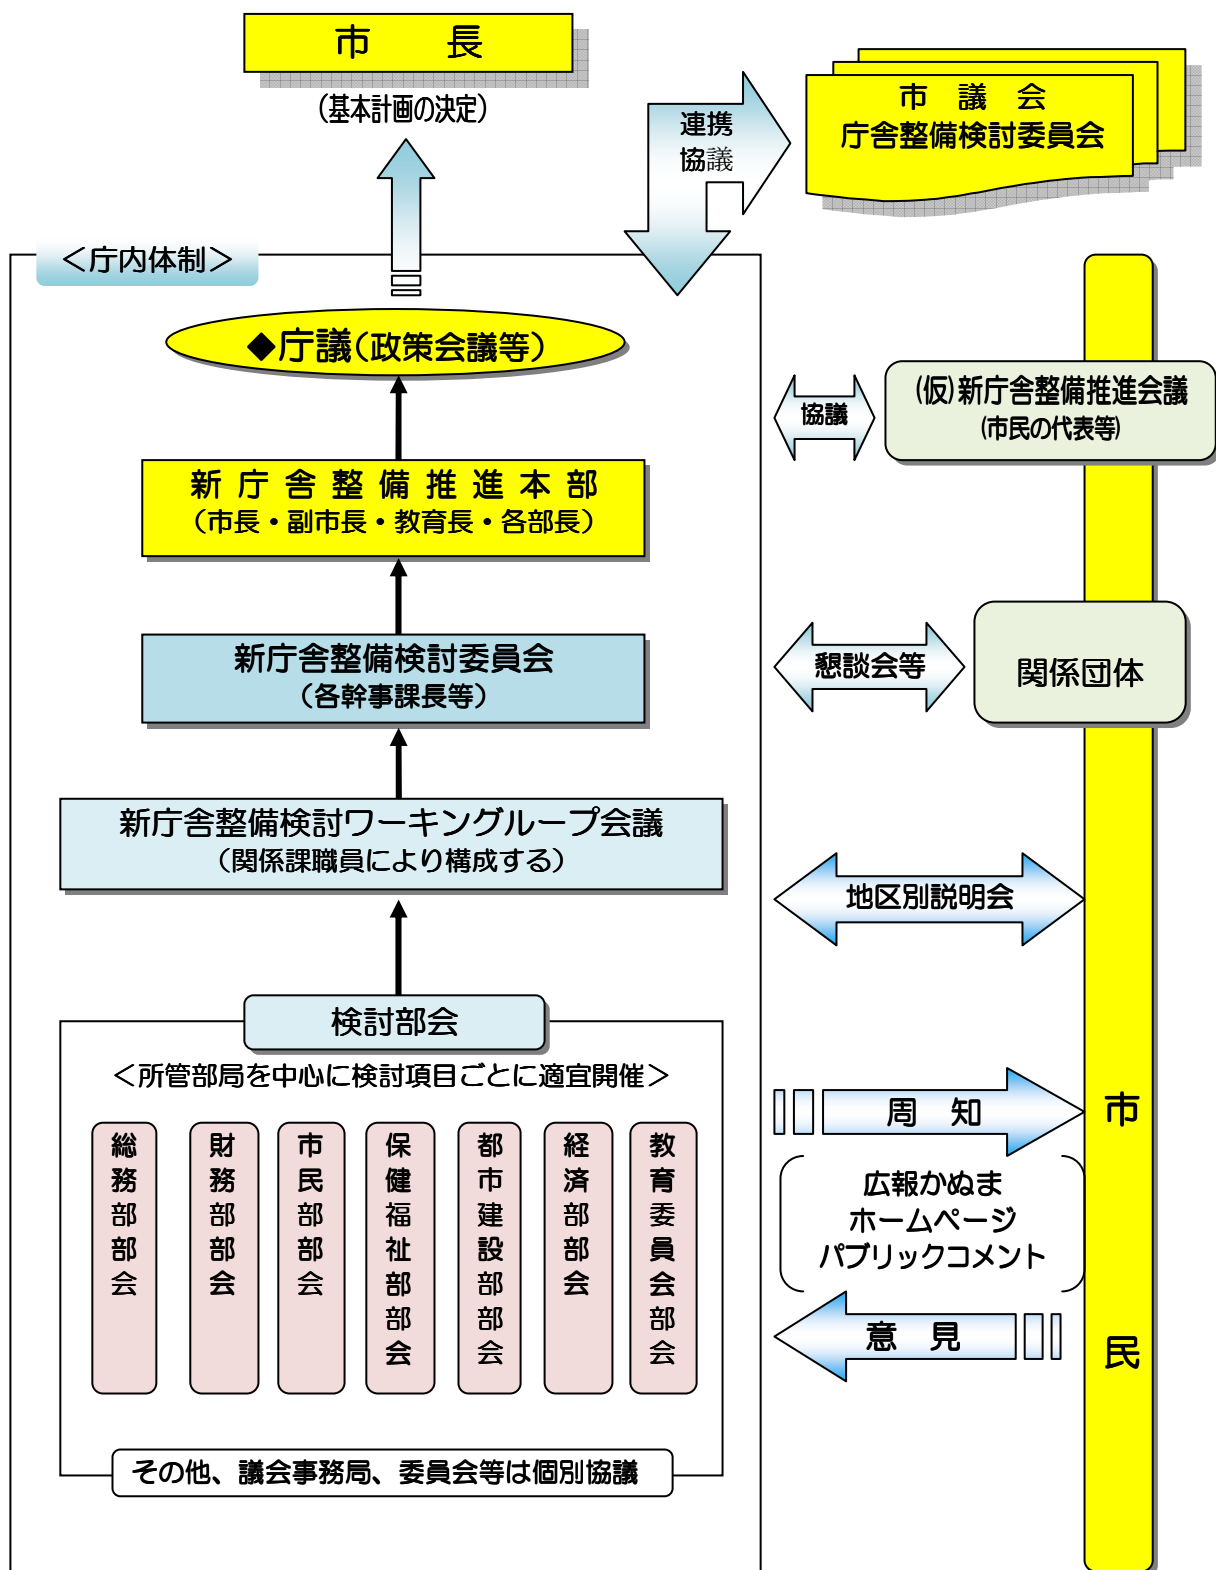 市　長
(基本計画の決定)
連携
協議
市　議　会
庁舎整備検討委員会
＜庁内体制＞
◆庁議(政策会議等)
協議
(仮)新庁舎整備推進会議
(市民の代表等)
新庁舎整備推進本部
（市長・副市長・教育長・各部長）
新庁舎整備検討委員会
（各幹事課長等）
懇談会等
関係団体
新庁舎整備検討ワーキングループ会議
（関係課職員により構成する）
地区別説明会
検討部会
＜所管部局を中心に検討項目ごとに適宜開催＞
総務部部会
財務部部会
市民部部会
保健福祉部部会
都市建設部部会
経済部部会
教育委員会部会
その他、議会事務局、委員会等は個別協議
周　知
広報かぬま
ホームページ
パブリックコメント
意　見
市　民